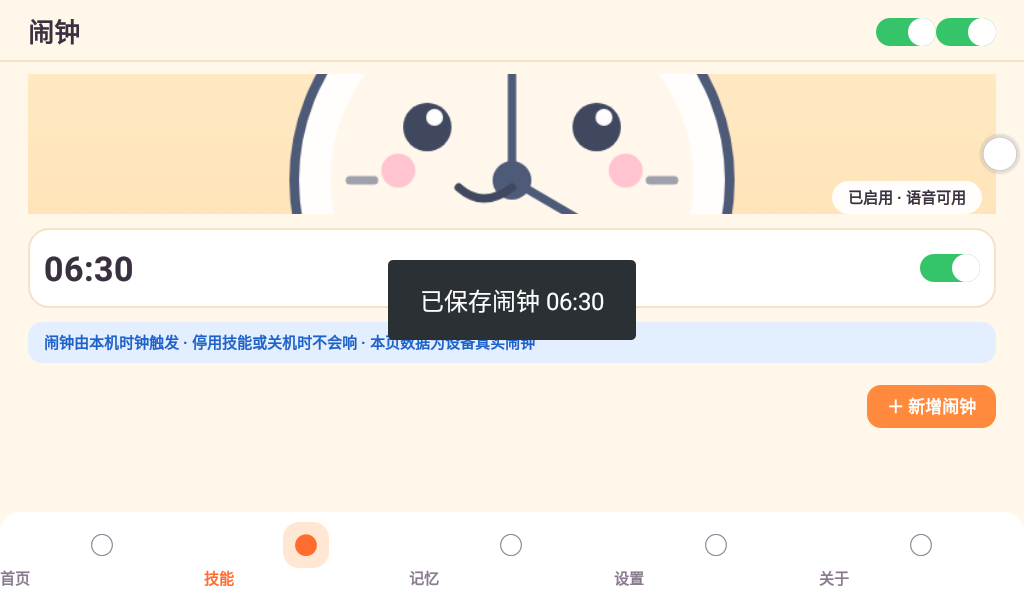 闹钟
已启用 · 语音可用
06:30
已保存闹钟 06:30
闹钟由本机时钟触发 · 停用技能或关机时不会响 · 本页数据为设备真实闹钟
＋ 新增闹钟
首页
技能
记忆
设置
关于